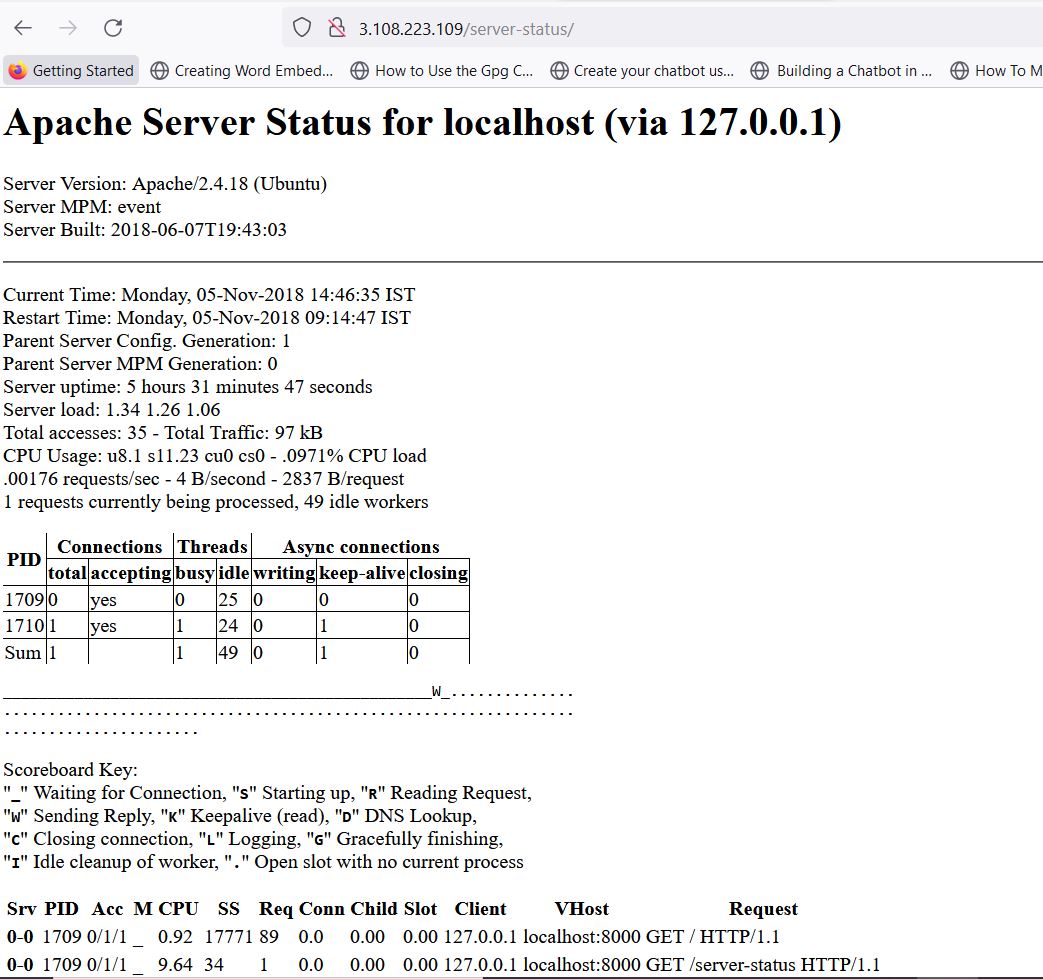 3.108.223.109/server-status/
Getting Started Creating Word Embed... How to Use the Gpg C... Create your chatbot us... Building a Chatbot in ... How To M
Apache Server Status for localhost (via 127.0.0.1)
Server Version: Apache/2.4.18 (Ubuntu)
Server MPM: event
Server Built: 2018-06-07T19:43:03
Current Time: Monday, 05-Nov-2018 14:46:35 IST
Restart Time: Monday, 05-Nov-2018 09:14:47 IST
Parent Server Config. Generation: 1
Parent Server MPM Generation: 0
Server uptime: 5 hours 31 minutes 47 seconds
Server load: 1.34 1.26 1.06
Total accesses: 35 - Total Traffic: 97 kB
CPU Usage: u8.1 s11.23 cu0 cs0 - .0971% CPU load
.00176 requests/sec - 4 B/second - 2837 B/request
1 requests currently being processed, 49 idle workers
PID Connections Threads Async connections
total accepting busy idle writing keep-alive closing
1709 0 yes 0 25 0 0 0
1710 1 yes 1 24 0 1 0
Sum 1 1 49 0 1 0
________________________________________________W_..............
................................................................
......................
Scoreboard Key:
"_" Waiting for Connection, "S" Starting up, "R" Reading Request,
"W" Sending Reply, "K" Keepalive (read), "D" DNS Lookup,
"C" Closing connection, "L" Logging, "G" Gracefully finishing,
"I" Idle cleanup of worker, "." Open slot with no current process
Srv PID Acc M CPU SS Req Conn Child Slot Client VHost Request
0-0 1709 0/1/1 _ 0.92 17771 89 0.0 0.00 0.00 127.0.0.1 localhost:8000 GET / HTTP/1.1
0-0 1709 0/1/1 _ 9.64 34 1 0.0 0.00 0.00 127.0.0.1 localhost:8000 GET /server-status HTTP/1.1